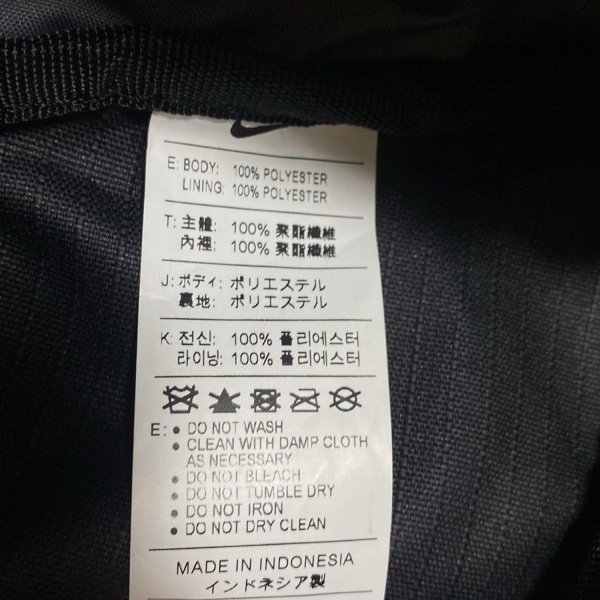 E: BODY: 100% POLYESTER
LINING: 100% POLYESTER
T: 主體: 100% 聚酯纖維
內裡: 100% 聚酯纖維
J: ボディ: ポリエステル
裏地: ポリエステル
K: 전신: 100% 폴리에스터
라이닝: 100% 폴리에스터
E: ● DO NOT WASH
● CLEAN WITH DAMP CLOTH
AS NECESSARY
● DO NOT BLEACH
● DO NOT TUMBLE DRY
● DO NOT IRON
● DO NOT DRY CLEAN
MADE IN INDONESIA
インドネシア製